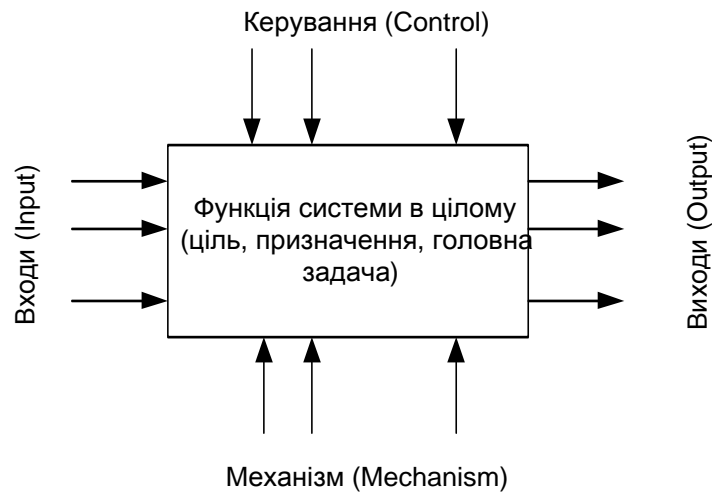 Керування (Control)
Входи (Input)
Функція системи в цілому
(ціль, призначення, головна
задача)
Виходи (Output)
Механізм (Mechanism)